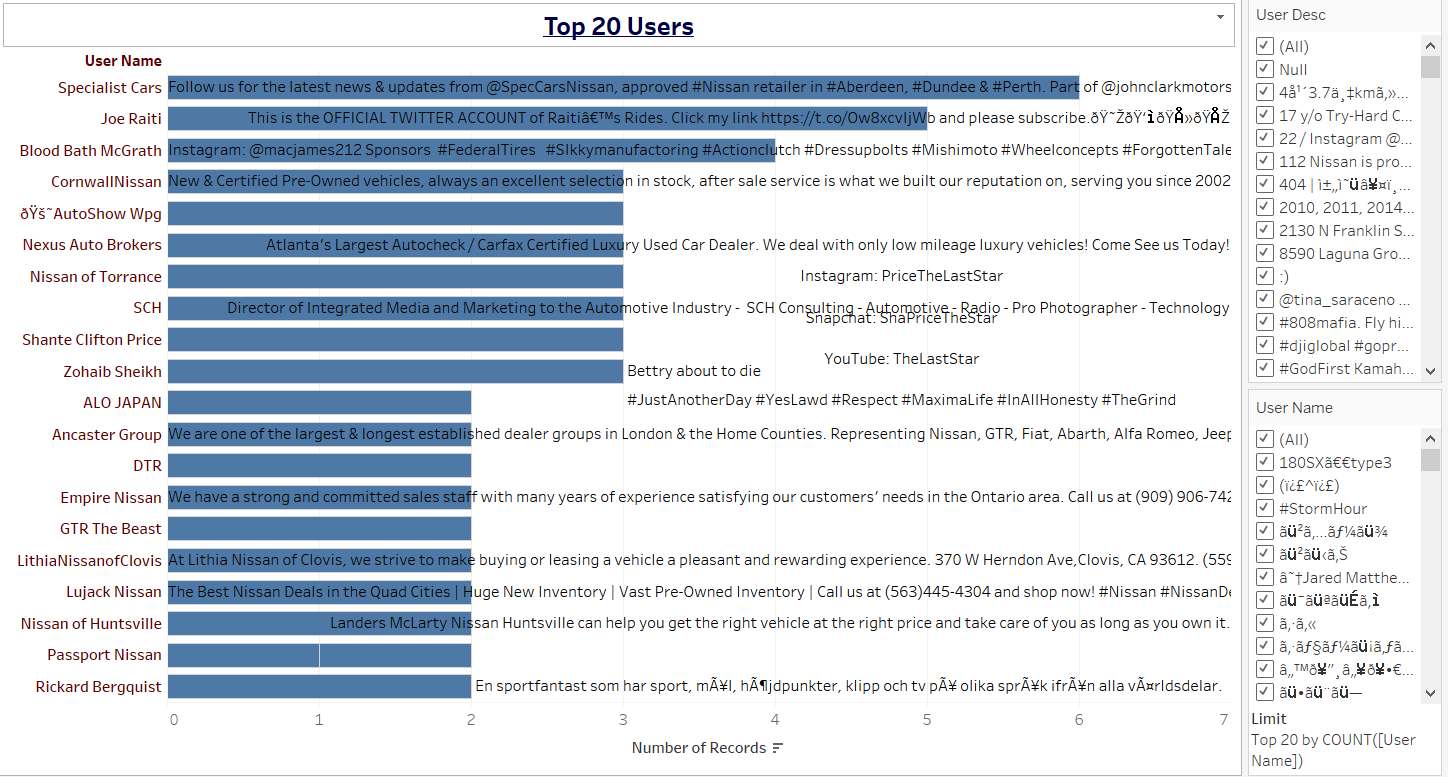 Top 20 Users
User Name
Specialist Cars Follow us for the latest news & updates from @SpecCarsNissan, approved #Nissan retailer in #Aberdeen, #Dundee & #Perth. Part of @johnclarkmotors
Joe Raiti This is the OFFICIAL TWITTER ACCOUNT of Raitiâ€™s Rides. Click my link https://t.co/Ow8xcvIjWb and please subscribe.
Blood Bath McGrath Instagram: @macjames212 Sponsors #FederalTires #SIkkymanufactoring #Actionclutch #Dressupbolts #Mishimoto #Wheelconcepts #ForgottenTale
CornwallNissan New & Certified Pre-Owned vehicles, always an excellent selection in stock, after sale service is what we built our reputation on, serving you since 2002
ðŸš˜AutoShow Wpg
Nexus Auto Brokers Atlanta's Largest Autocheck / Carfax Certified Luxury Used Car Dealer. We deal with only low mileage luxury vehicles! Come See us Today!
Nissan of Torrance Instagram: PriceTheLastStar
SCH Director of Integrated Media and Marketing to the Automotive Industry - SCH Consulting - Automotive - Radio - Pro Photographer - Technology
Snapchat: ShaPriceTheStar
Shante Clifton Price
YouTube: TheLastStar
Zohaib Sheikh Bettry about to die
ALO JAPAN #JustAnotherDay #YesLawd #Respect #MaximaLife #InAllHonesty #TheGrind
Ancaster Group We are one of the largest & longest established dealer groups in London & the Home Counties. Representing Nissan, GTR, Fiat, Abarth, Alfa Romeo, Jeep
DTR
Empire Nissan We have a strong and committed sales staff with many years of experience satisfying our customers' needs in the Ontario area. Call us at (909) 906-742
GTR The Beast
LithiaNissanofClovis At Lithia Nissan of Clovis, we strive to make buying or leasing a vehicle a pleasant and rewarding experience. 370 W Herndon Ave,Clovis, CA 93612. (559
Lujack Nissan The Best Nissan Deals in the Quad Cities | Huge New Inventory | Vast Pre-Owned Inventory | Call us at (563)445-4304 and shop now! #Nissan #NissanDe
Nissan of Huntsville Landers McLarty Nissan Huntsville can help you get the right vehicle at the right price and take care of you as long as you own it.
Passport Nissan
Rickard Bergquist En sportfantast som har sport, mÃ¥l, hÃ¶jdpunkter, klipp och tv pÃ¥ olika sprÃ¥k ifrÃ¥n alla vÃ¤rldsdelar.
0 1 2 3 4 5 6 7
Number of Records
User Desc
(All)
Null
17 y/o Try-Hard C...
22 / Instagram @...
112 Nissan is pro...
404 |
2010, 2011, 2014...
2130 N Franklin S...
8590 Laguna Gro...
:)
@tina_saraceno ...
#808mafia. Fly hi...
#djiglobal #gopr...
#GodFirst Kamah...
User Name
(All)
180SXã€€type3
(ï¿£^ï¿£)
#StormHour
â˜†Jared Matthe...
ã‚·ã‚«
Limit
Top 20 by COUNT([User
Name])